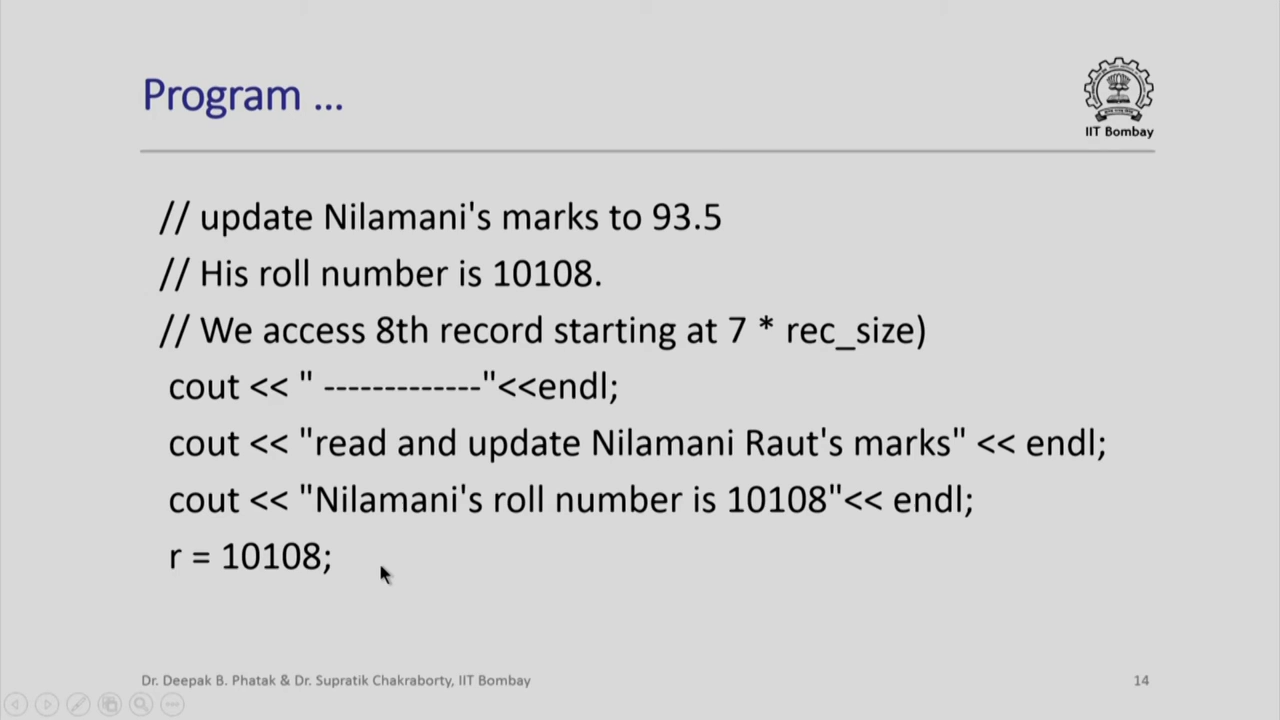 Program ...
IIT Bombay
// update Nilamani's marks to 93.5
// His roll number is 10108.
// We access 8th record starting at 7 * rec_size)
cout << " -------------"<<endl;
cout << "read and update Nilamani Raut's marks" << endl;
cout << "Nilamani's roll number is 10108"<< endl;
r = 10108;
Dr. Deepak B. Phatak & Dr. Supratik Chakraborty, IIT Bombay
14